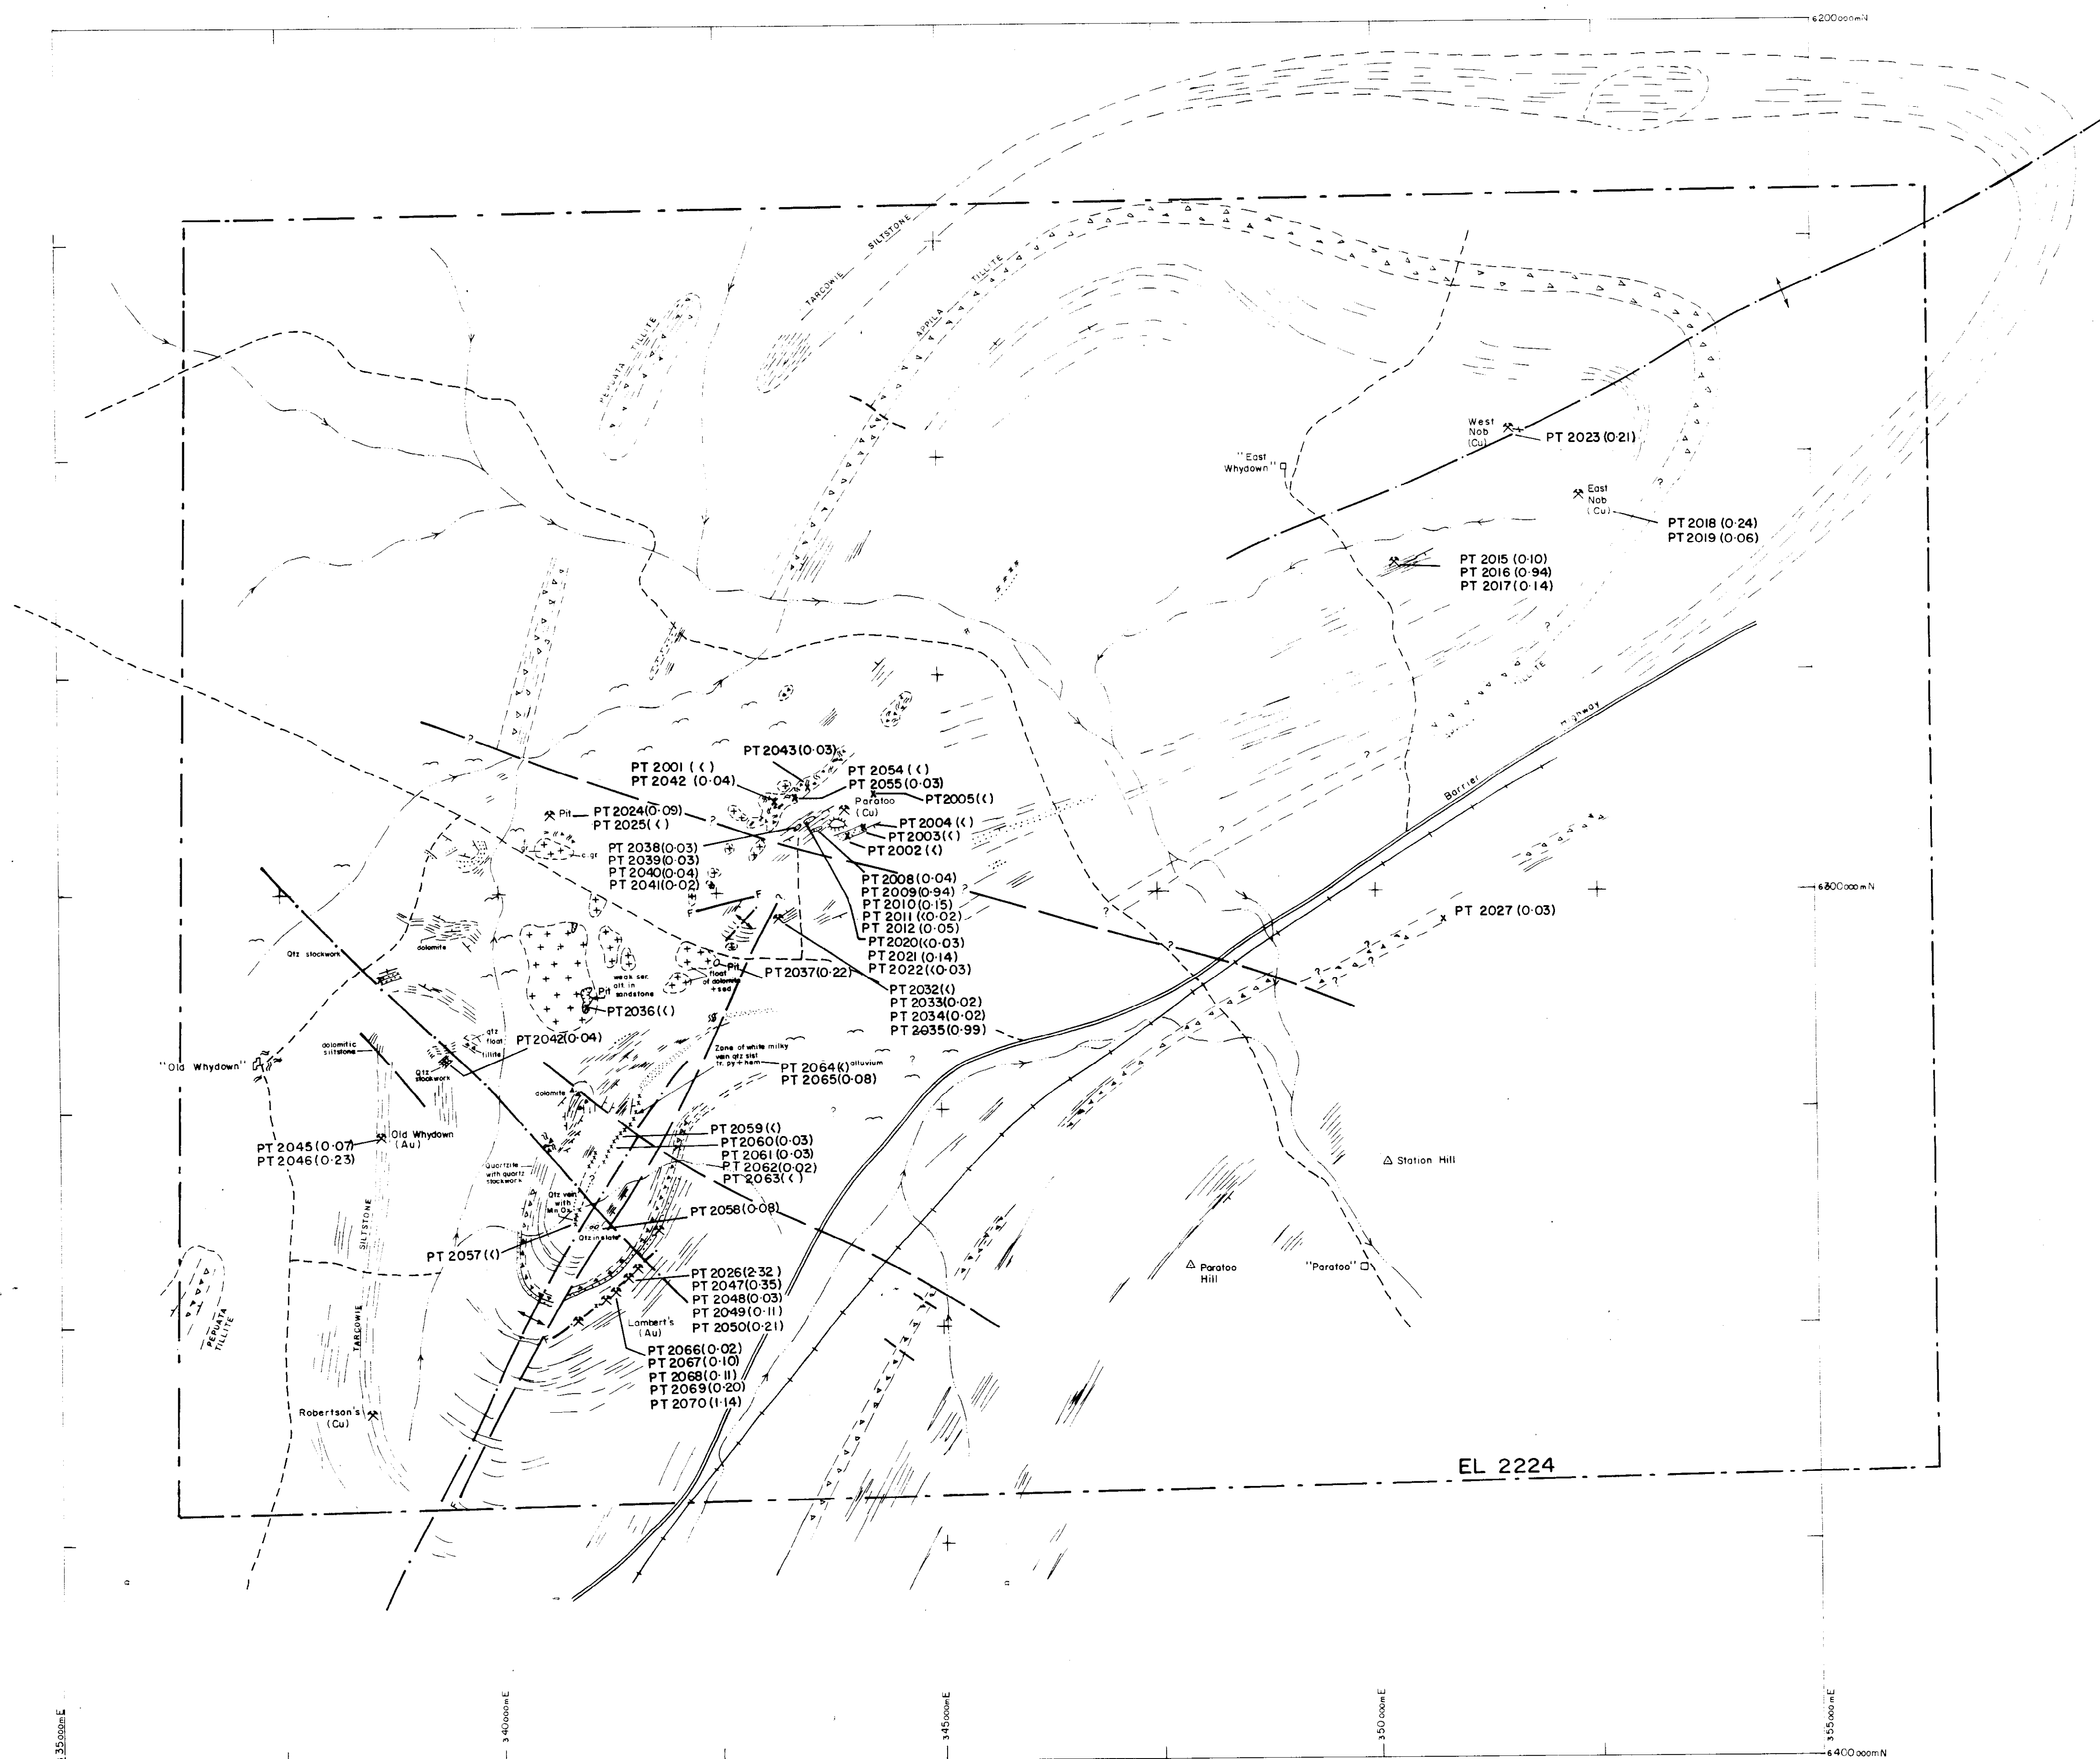 6200000mN
TARCOWIE SILTSTONE
APPILA TILLITE
PEPUATA TILLITE
West
Nob
(Cu)
PT 2023 (0·21)
"East
Whydown"
East
Nob
(Cu)
PT 2018 (0·24)
PT 2019 (0·06)
PT 2015 (0·10)
PT 2016 (0·94)
PT 2017 (0·14)
?
TILLITE
Barrier Highway
PT 2043 (0·03)
PT 2001 (<)
PT 2042 (0·04)
PT 2054 (<)
PT 2055 (0·03)
PT 2005 (<)
Paratoo
(Cu)
Pit
PT 2024 (0·09)
PT 2025 (<)
PT 2004 (<)
PT 2003 (<)
PT 2002 (<)
c.gr
PT 2038 (0·03)
PT 2039 (0·03)
PT 2040 (0·04)
PT 2041 (0·02)
PT 2008 (0·04)
PT 2009 (0·94)
PT 2010 (0·15)
PT 2011 (<0·02)
PT 2012 (0·05)
PT 2020 (<0·03)
PT 2021 (0·14)
PT 2022 (<0·03)
6300000mN
PT 2027 (0·03)
F
F
Qtz stockwork
dolomite
weak ser.
alt. in
sandstone
Pit
Pit
float
of dolomite
+ sed
PT 2037 (0·22)
PT 2036 (<)
PT 2032 (<)
PT 2033 (0·02)
PT 2034 (0·02)
PT 2035 (0·99)
qtz
float
tillite
PT 2042 (0·04)
dolomitic
siltstone
Qtz
stockwork
"Old Whydown"
Zone of white milky
vein qtz sist
tr. py + hem
alluvium
PT 2064 (<)
PT 2065 (0·08)
dolomite
PT 2045 (0·07)
PT 2046 (0·23)
Old Whydown
(Au)
PT 2059 (<)
PT 2060 (0·03)
PT 2061 (0·03)
PT 2062 (0·02)
PT 2063 (<)
Quartzite
with quartz
stockwork
Qtz vein
with
Mn Ox
PT 2058 (0·08)
Qtz in slate
PT 2057 (<)
Station Hill
Paratoo
Hill
"Paratoo"
PT 2026 (2·32)
PT 2047 (0·35)
PT 2048 (0·03)
PT 2049 (0·11)
PT 2050 (0·21)
Lambert's
(Au)
PT 2066 (0·02)
PT 2067 (0·10)
PT 2068 (0·11)
PT 2069 (0·20)
PT 2070 (1·14)
TARCOWIE SILTSTONE
PEPUATA
TILLITE
Robertson's
(Cu)
EL 2224
335000mE
340000mE
345000mE
350000mE
355000mE
6400000mN